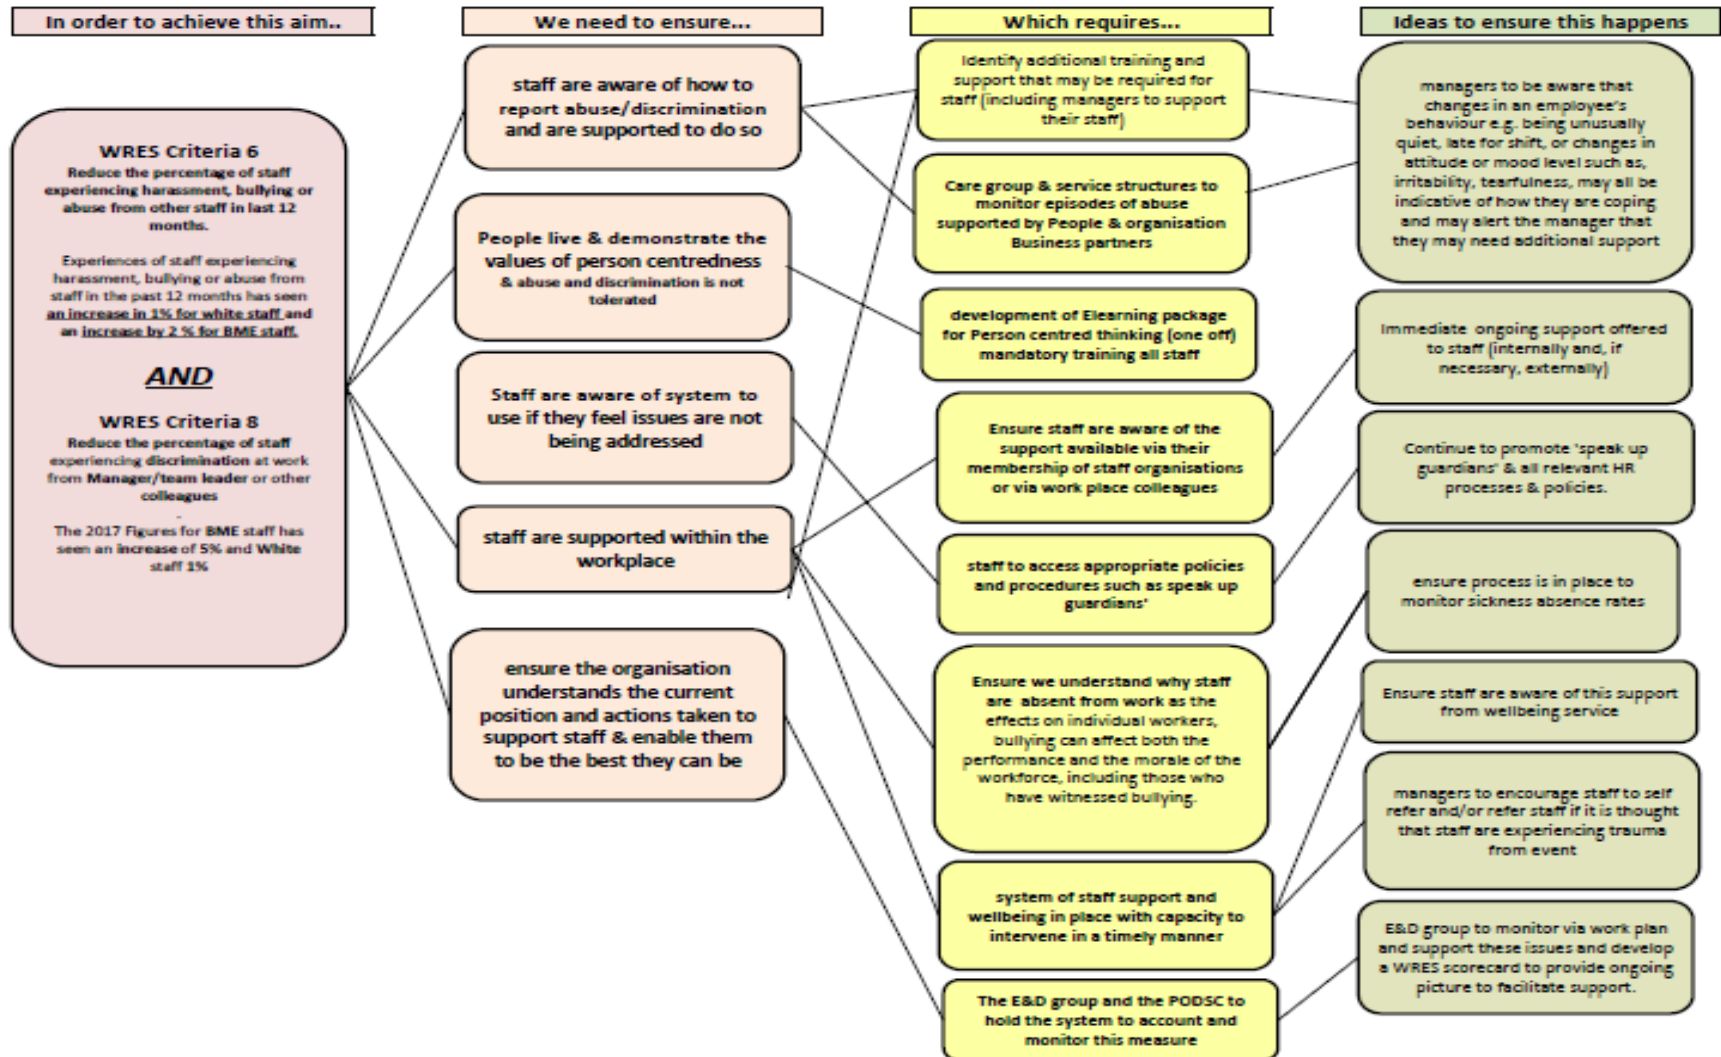 In order to achieve this aim..
We need to ensure...
Which requires...
Ideas to ensure this happens
WRES Criteria 6
Reduce the percentage of staff
experiencing harassment, bullying or
abuse from other staff in last 12
months.
Experiences of staff experiencing
harassment, bullying or abuse from
staff in the past 12 months has seen
an increase in 1% for white staff and
an increase by 2 % for BME staff.
AND
WRES Criteria 8
Reduce the percentage of staff
experiencing discrimination at work
from Manager/team leader or other
colleagues
The 2017 Figures for BME staff has
seen an increase of 5% and White
staff 1%
staff are aware of how to
report abuse/discrimination
and are supported to do so
People live & demonstrate the
values of person centredness
& abuse and discrimination is not
tolerated
Staff are aware of system to
use if they feel issues are not
being addressed
staff are supported within the
workplace
ensure the organisation
understands the current
position and actions taken to
support staff & enable them
to be the best they can be
Identify additional training and
support that may be required for
staff (including managers to support
their staff)
Care group & service structures to
monitor episodes of abuse
supported by People & organisation
Business partners
development of Elearning package
for Person centred thinking (one off)
mandatory training all staff
Ensure staff are aware of the
support available via their
membership of staff organisations
or via work place colleagues
staff to access appropriate policies
and procedures such as speak up
guardians'
Ensure we understand why staff
are absent from work as the
effects on individual workers,
bullying can affect both the
performance and the morale of the
workforce, including those who
have witnessed bullying.
system of staff support and
wellbeing in place with capacity to
intervene in a timely manner
The E&D group and the PODSC to
hold the system to account and
monitor this measure
managers to be aware that
changes in an employee's
behaviour e.g. being unusually
quiet, late for shift, or changes in
attitude or mood level such as,
irritability, tearfulness, may all be
indicative of how they are coping
and may alert the manager that
they may need additional support
Immediate ongoing support offered
to staff (internally and, if
necessary, externally)
Continue to promote 'speak up
guardians' & all relevant HR
processes & policies.
ensure process is in place to
monitor sickness absence rates
Ensure staff are aware of this support
from wellbeing service
managers to encourage staff to self
refer and/or refer staff if it is thought
that staff are experiencing trauma
from event
E&D group to monitor via work plan
and support these issues and develop
a WRES scorecard to provide ongoing
picture to facilitate support.